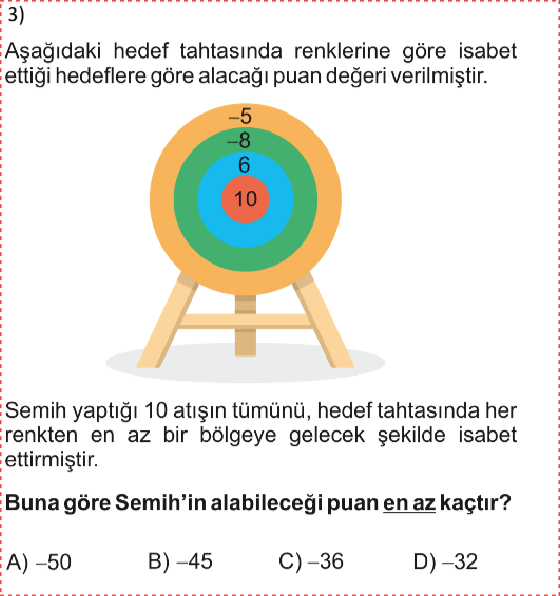 3)
Aşağıdaki hedef tahtasında renklerine göre isabet
ettiği hedeflere göre alacağı puan değeri verilmiştir.
–5
–8
6
10
Semih yaptığı 10 atışın tümünü, hedef tahtasında her
renkten en az bir bölgeye gelecek şekilde isabet
ettirmiştir.
Buna göre Semih'in alabileceği puan en az kaçtır?
A) –50 B) –45 C) –36 D) –32